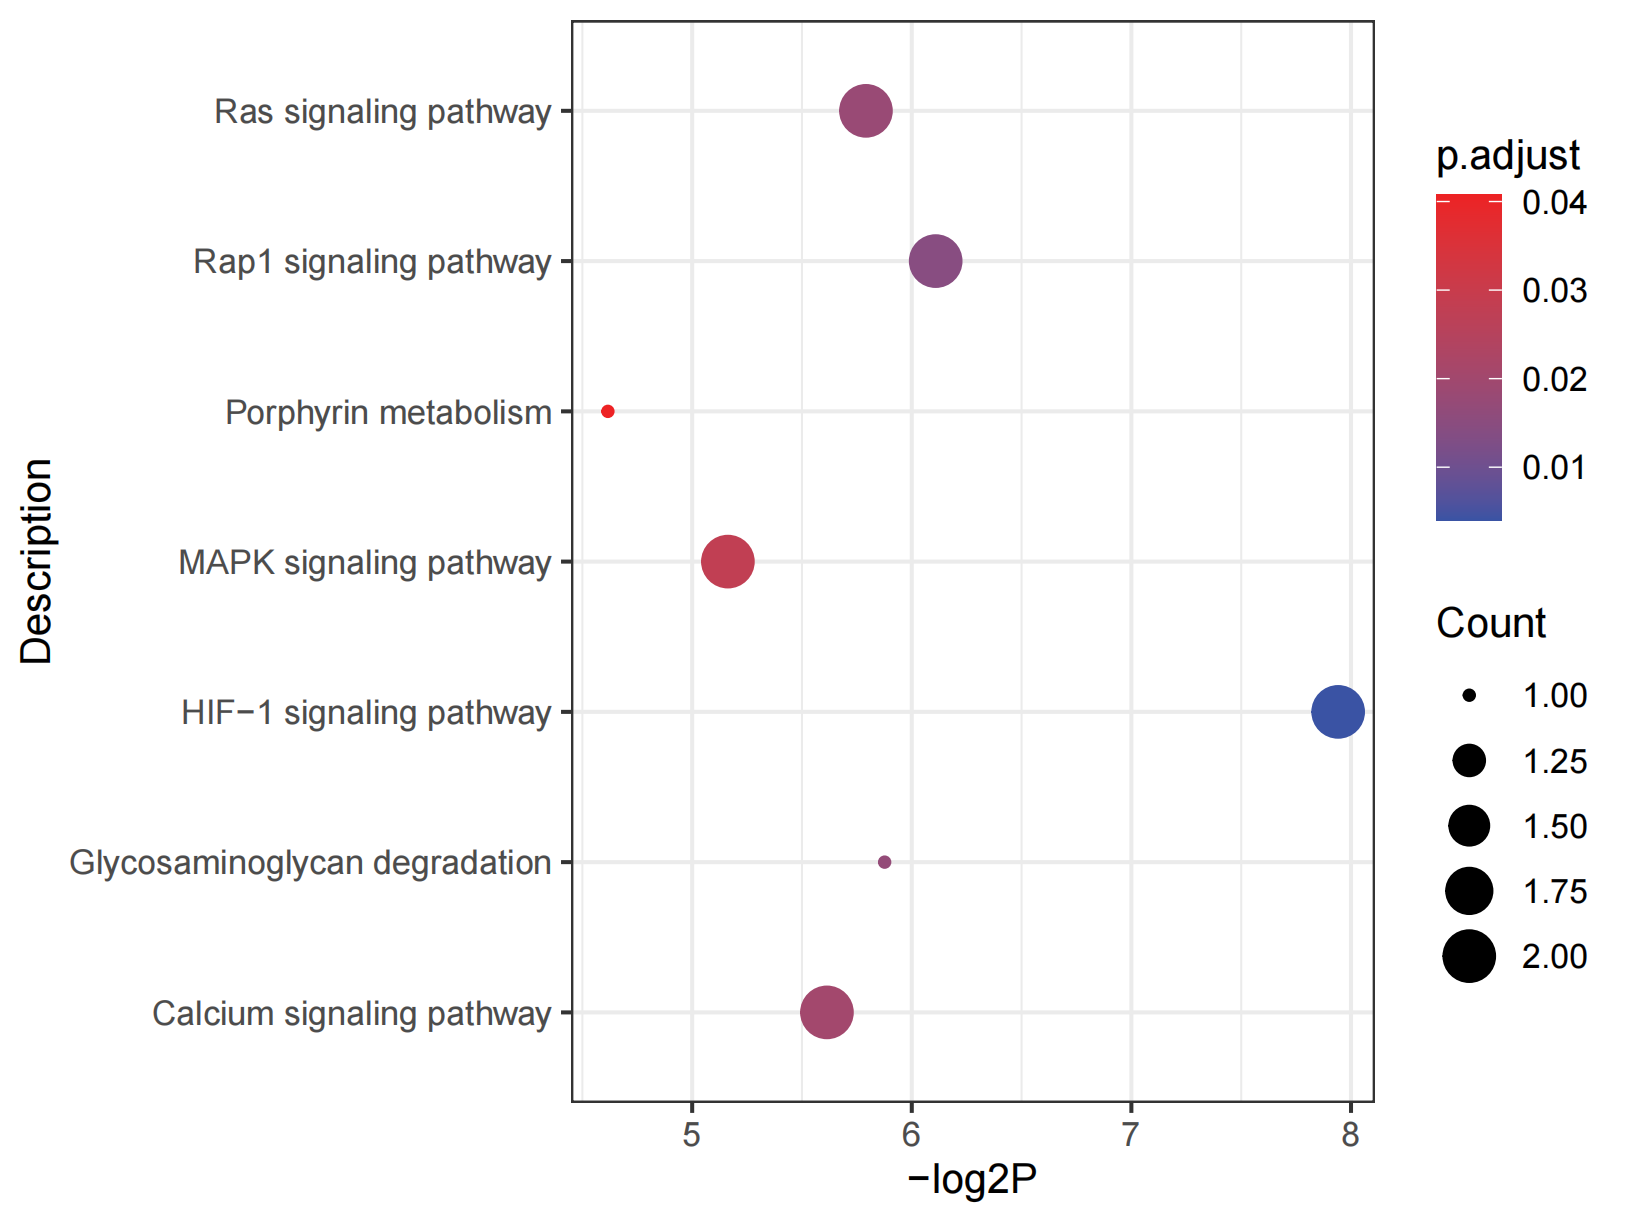 Description
Ras signaling pathway
Rap1 signaling pathway
Porphyrin metabolism
MAPK signaling pathway
HIF−1 signaling pathway
Glycosaminoglycan degradation
Calcium signaling pathway
5 6 7 8
−log2P
p.adjust
0.04
0.03
0.02
0.01
Count
1.00
1.25
1.50
1.75
2.00